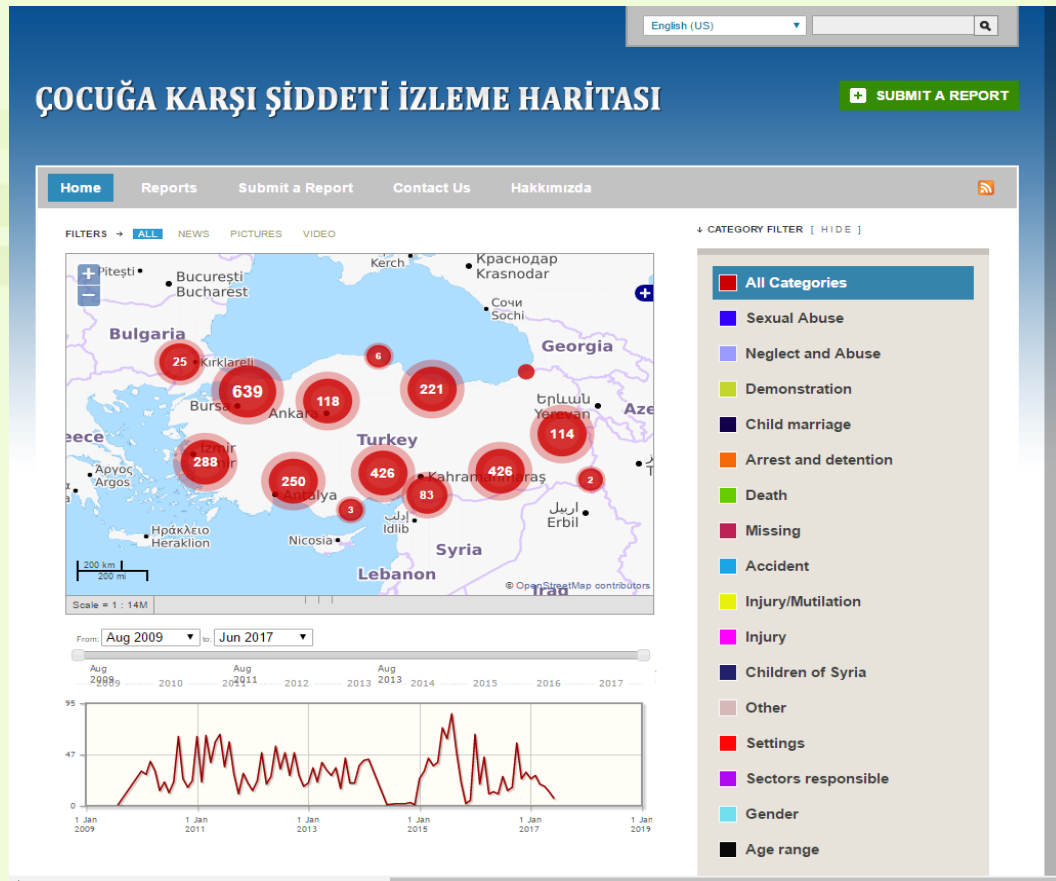 English (US)
ÇOCUĞA KARŞI ŞİDDETİ İZLEME HARİTASI
SUBMIT A REPORT
Home Reports Submit a Report Contact Us Hakkımızda
FILTERS → ALL NEWS PICTURES VIDEO
↓ CATEGORY FILTER [ HIDE ]
Pitești
București
Bucharest
Kerch
Краснодар
Krasnodar
Сочи
Sochi
Bulgaria
Georgia
25
Kırklareli
6
639
118
221
Bursa
Ankara
Երևան
Yerevan
Aze
eece
114
Izmir
288
Turkey
250
426
Kahramanmaraş
426
83
2
Άργος
Argos
Antalya
3
Ηράκλειο
Heraklion
Nicosia
إدلب
Idlib
اربيل
Erbil
Syria
Lebanon
Iraq
200 km
200 mi
© OpenStreetMap contributors
Scale = 1 : 14M
From: Aug 2009 to: Jun 2017
Aug 2009
Aug 2011
Aug 2013
2009 2010 2011 2012 2013 2014 2015 2016 2017
95
47
0
1 Jan 2009
1 Jan 2011
1 Jan 2013
1 Jan 2015
1 Jan 2017
1 Jan 2019
All Categories
Sexual Abuse
Neglect and Abuse
Demonstration
Child marriage
Arrest and detention
Death
Missing
Accident
Injury/Mutilation
Injury
Children of Syria
Other
Settings
Sectors responsible
Gender
Age range